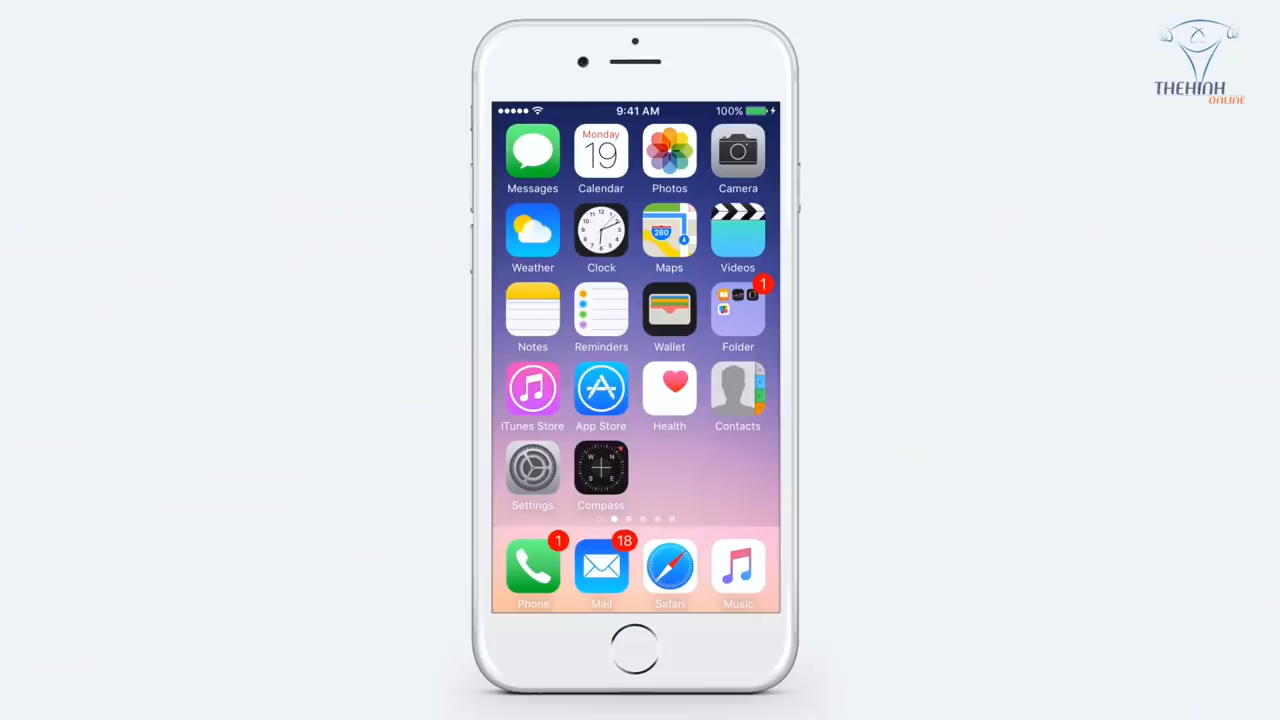 THEHINH
ONLINE
9:41 AM
100%
Monday
19
Messages
Calendar
Photos
Camera
280
Weather
Clock
Maps
Videos
1
Notes
Reminders
Wallet
Folder
iTunes Store
App Store
Health
Contacts
W N
S E
Settings
Compass
1
18
Phone
Mail
Safari
Music